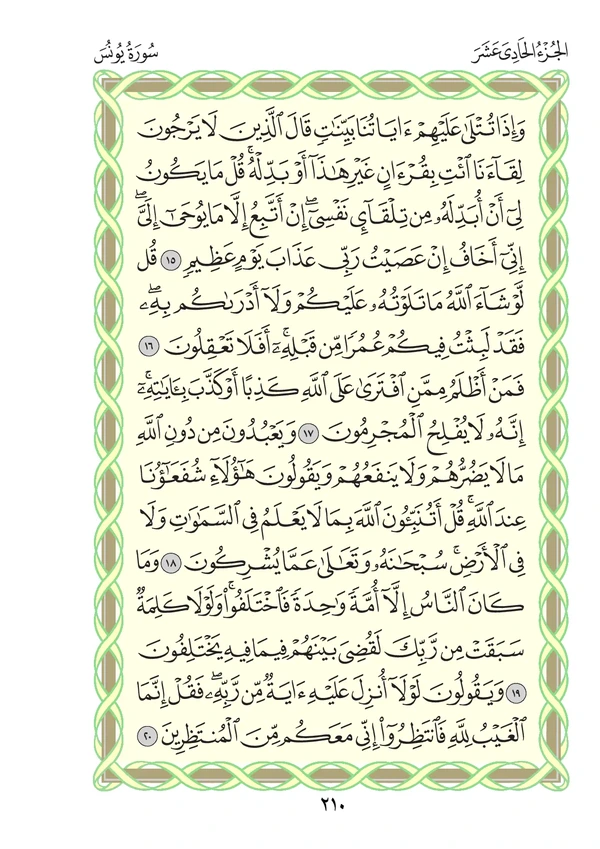 الجُزْءُ الحَادِىَ عَشَرَ
سُورَةُ يُونُسَ
وَإِذَا تُتْلَىٰ عَلَيْهِمْ ءَايَاتُنَا بَيِّنَٰتٍ قَالَ ٱلَّذِينَ لَا يَرْجُونَ
لِقَآءَنَا ٱئْتِ بِقُرْءَانٍ غَيْرِ هَٰذَآ أَوْ بَدِّلْهُ ۚ قُلْ مَا يَكُونُ
لِىٓ أَنْ أُبَدِّلَهُۥ مِن تِلْقَآئِ نَفْسِىٓ ۖ إِنْ أَتَّبِعُ إِلَّا مَا يُوحَىٰٓ إِلَىَّ ۖ
إِنِّىٓ أَخَافُ إِنْ عَصَيْتُ رَبِّى عَذَابَ يَوْمٍ عَظِيمٍ ١٥ قُل
لَّوْ شَآءَ ٱللَّهُ مَا تَلَوْتُهُۥ عَلَيْكُمْ وَلَآ أَدْرَىٰكُم بِهِۦ ۖ
فَقَدْ لَبِثْتُ فِيكُمْ عُمُرًا مِّن قَبْلِهِۦٓ ۚ أَفَلَا تَعْقِلُونَ ١٦
فَمَنْ أَظْلَمُ مِمَّنِ ٱفْتَرَىٰ عَلَى ٱللَّهِ كَذِبًا أَوْ كَذَّبَ بِـَٔايَٰتِهِۦٓ ۚ
إِنَّهُۥ لَا يُفْلِحُ ٱلْمُجْرِمُونَ ١٧ وَيَعْبُدُونَ مِن دُونِ ٱللَّهِ
مَا لَا يَضُرُّهُمْ وَلَا يَنفَعُهُمْ وَيَقُولُونَ هَٰٓؤُلَآءِ شُفَعَٰٓؤُنَا
عِندَ ٱللَّهِ ۚ قُلْ أَتُنَبِّـُٔونَ ٱللَّهَ بِمَا لَا يَعْلَمُ فِى ٱلسَّمَٰوَٰتِ وَلَا
فِى ٱلْأَرْضِ ۚ سُبْحَٰنَهُۥ وَتَعَٰلَىٰ عَمَّا يُشْرِكُونَ ١٨ وَمَا
كَانَ ٱلنَّاسُ إِلَّآ أُمَّةً وَٰحِدَةً فَٱخْتَلَفُوا۟ ۚ وَلَوْلَا كَلِمَةٌ
سَبَقَتْ مِن رَّبِّكَ لَقُضِىَ بَيْنَهُمْ فِيمَا فِيهِ يَخْتَلِفُونَ
١٩ وَيَقُولُونَ لَوْلَآ أُنزِلَ عَلَيْهِ ءَايَةٌ مِّن رَّبِّهِۦ ۖ فَقُلْ إِنَّمَا
ٱلْغَيْبُ لِلَّهِ فَٱنتَظِرُوٓا۟ إِنِّى مَعَكُم مِّنَ ٱلْمُنتَظِرِينَ ٢٠
٢١٠